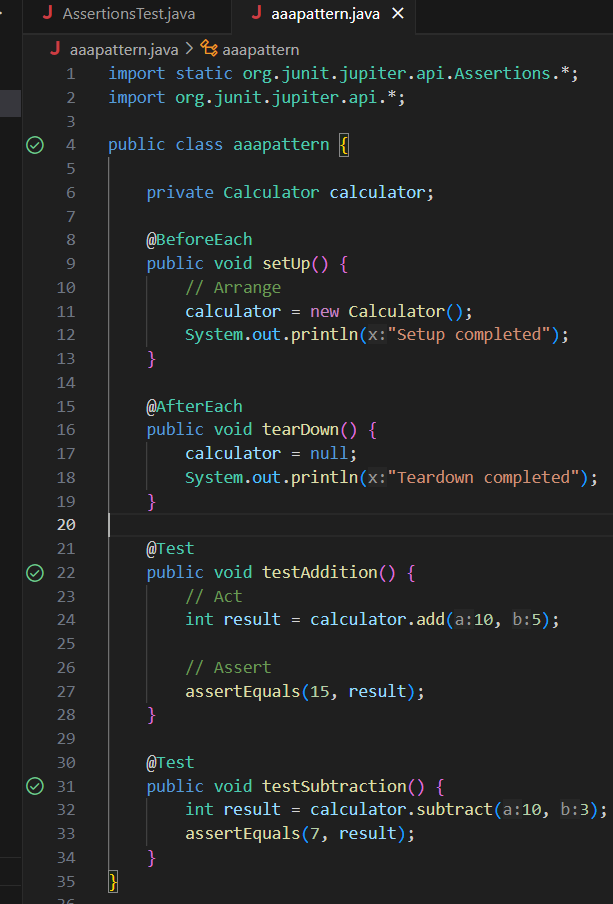 AssertionsTest.java
aaapattern.java
aaapattern.java > aaapattern
1 import static org.junit.jupiter.api.Assertions.*;
2 import org.junit.jupiter.api.*;
3
4 public class aaapattern {
5
6     private Calculator calculator;
7
8     @BeforeEach
9     public void setUp() {
10         // Arrange
11         calculator = new Calculator();
12         System.out.println(x:"Setup completed");
13     }
14
15     @AfterEach
16     public void tearDown() {
17         calculator = null;
18         System.out.println(x:"Teardown completed");
19     }
20
21     @Test
22     public void testAddition() {
23         // Act
24         int result = calculator.add(a:10, b:5);
25
26         // Assert
27         assertEquals(15, result);
28     }
29
30     @Test
31     public void testSubtraction() {
32         int result = calculator.subtract(a:10, b:3);
33         assertEquals(7, result);
34     }
35 }
36